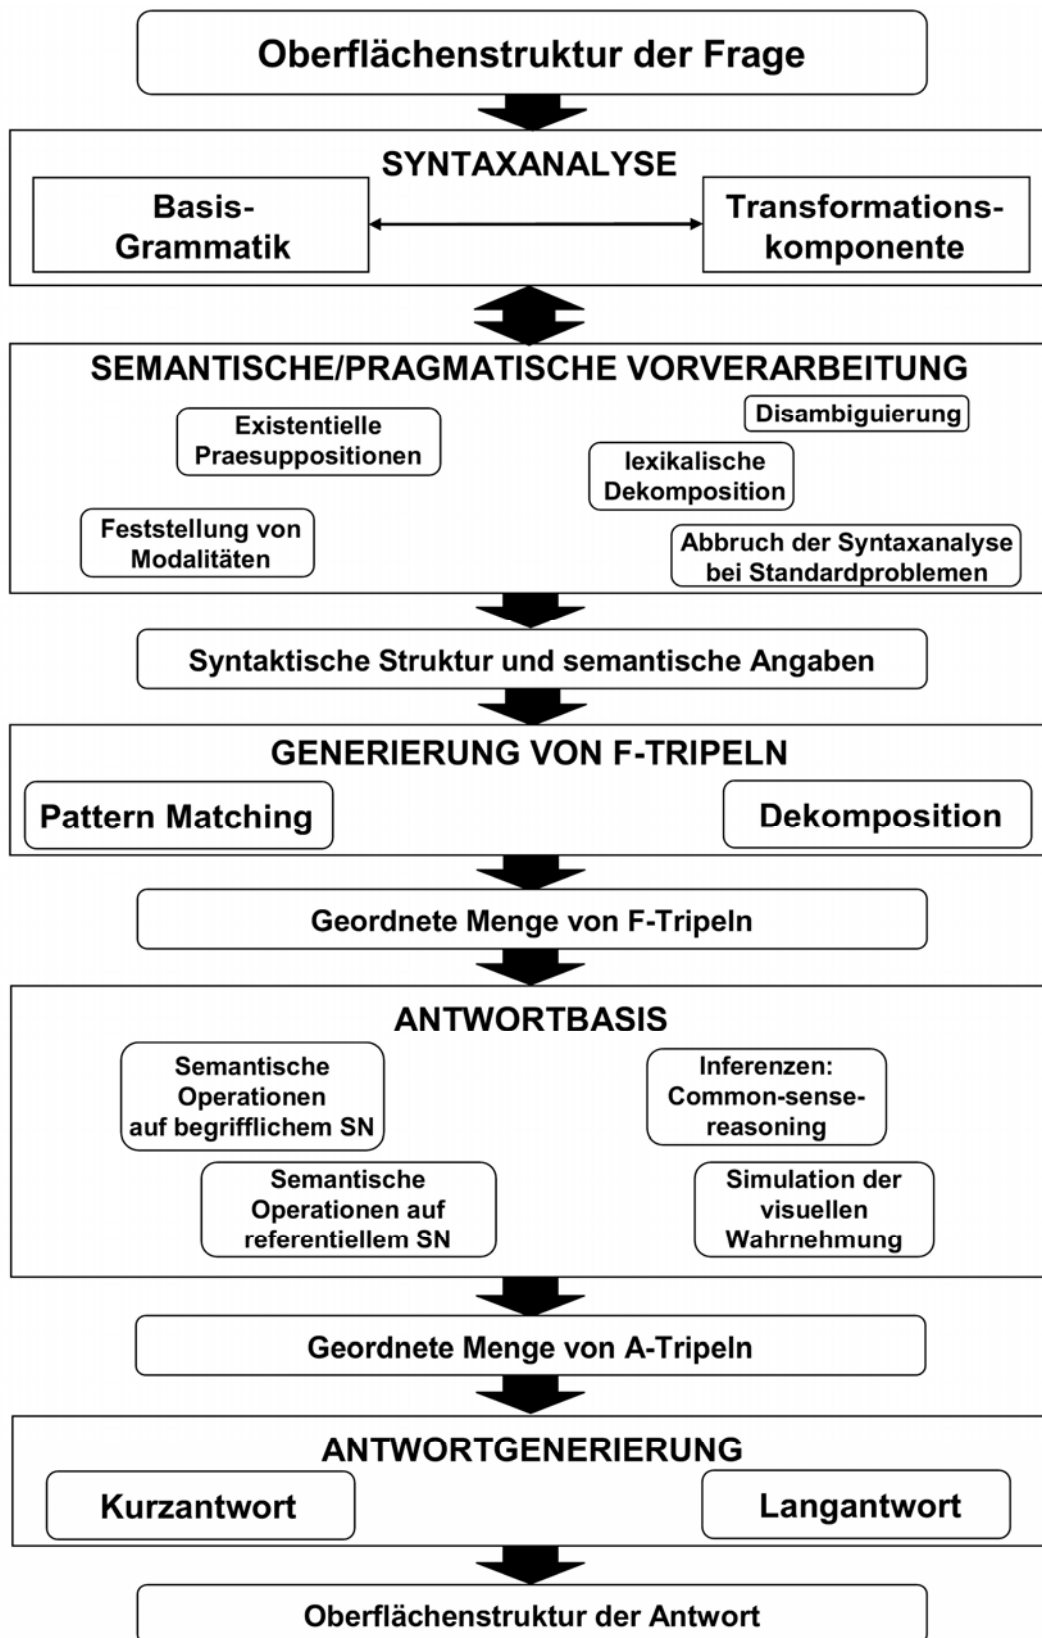 Oberflächenstruktur der Frage
SYNTAXANALYSE
Basis-
Grammatik
Transformations-
komponente
SEMANTISCHE/PRAGMATISCHE VORVERARBEITUNG
Existentielle
Praesuppositionen
Disambiguierung
lexikalische
Dekomposition
Feststellung von
Modalitäten
Abbruch der Syntaxanalyse
bei Standardproblemen
Syntaktische Struktur und semantische Angaben
GENERIERUNG VON F-TRIPELN
Pattern Matching
Dekomposition
Geordnete Menge von F-Tripeln
ANTWORTBASIS
Semantische
Operationen
auf begrifflichem SN
Inferenzen:
Common-sense-
reasoning
Semantische
Operationen auf
referentiellem SN
Simulation der
visuellen
Wahrnehmung
Geordnete Menge von A-Tripeln
ANTWORTGENERIERUNG
Kurzantwort
Langantwort
Oberflächenstruktur der Antwort